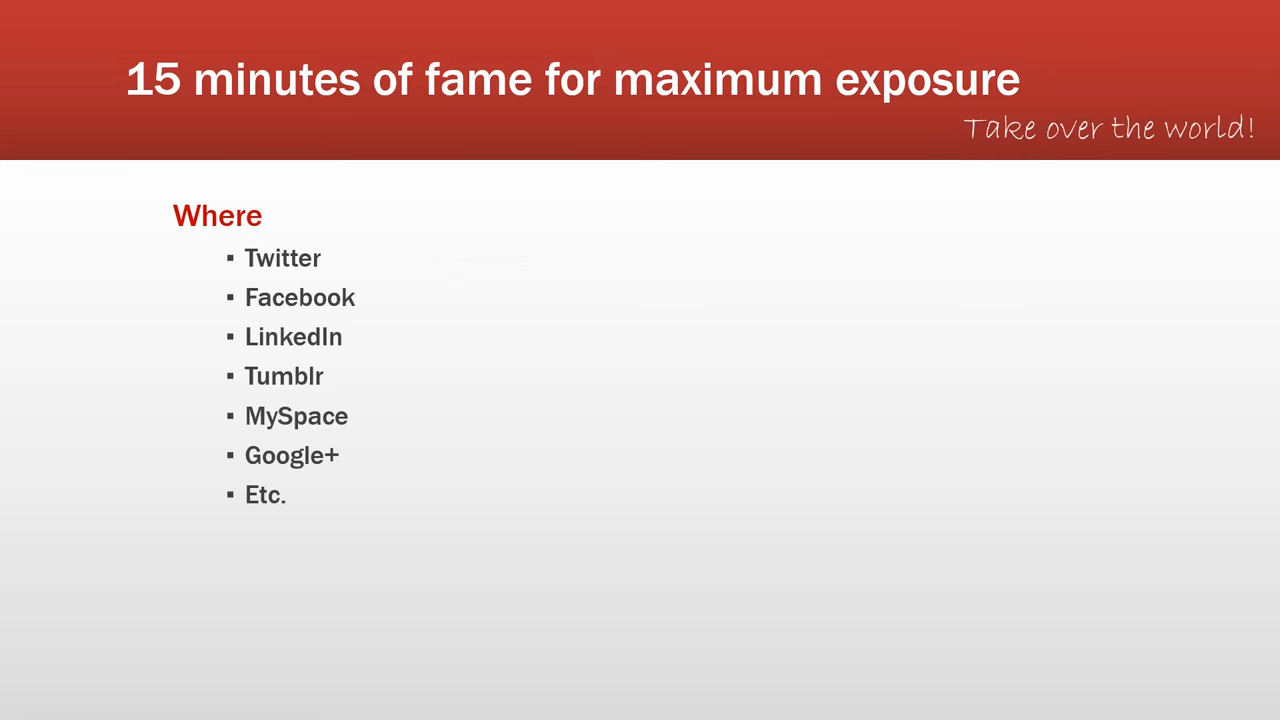 15 minutes of fame for maximum exposure
Take over the world!
Where
▪ Twitter
▪ Facebook
▪ LinkedIn
▪ Tumblr
▪ MySpace
▪ Google+
▪ Etc.